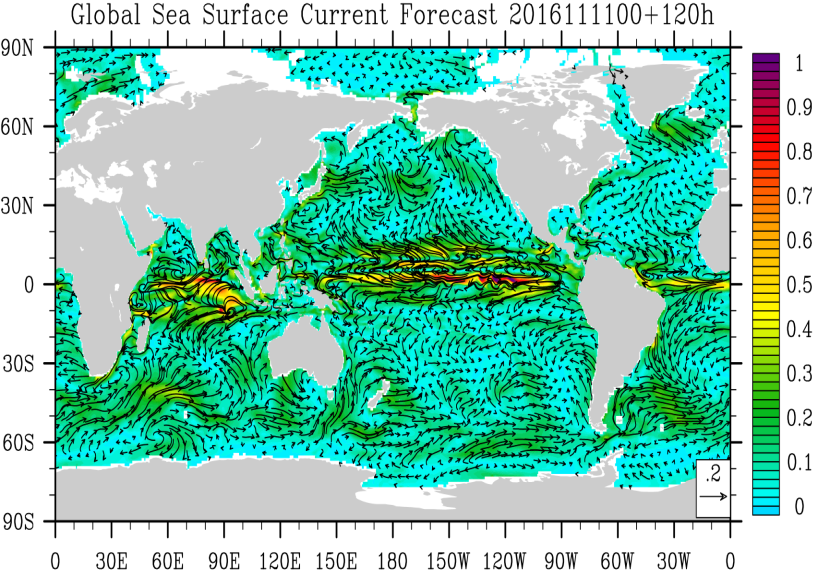 Global Sea Surface Current Forecast 2016111100+120h
90N
60N
30N
0
30S
60S
90S
0 30E 60E 90E 120E 150E 180 150W 120W 90W 60W 30W 0
.2
1
0.9
0.8
0.7
0.6
0.5
0.4
0.3
0.2
0.1
0